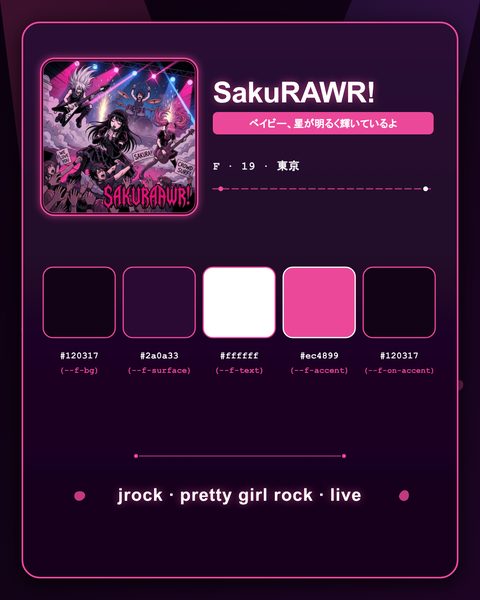 SakuRAWR!
ベイビー、星が明るく輝いているよ
F · 19 · 東京
SAKURA!
SAKURAWR!
#120317
#2a0a33
#ffffff
#ec4899
#120317
(--f-bg)
(--f-surface)
(--f-text)
(--f-accent)
(--f-on-accent)
jrock · pretty girl rock · live